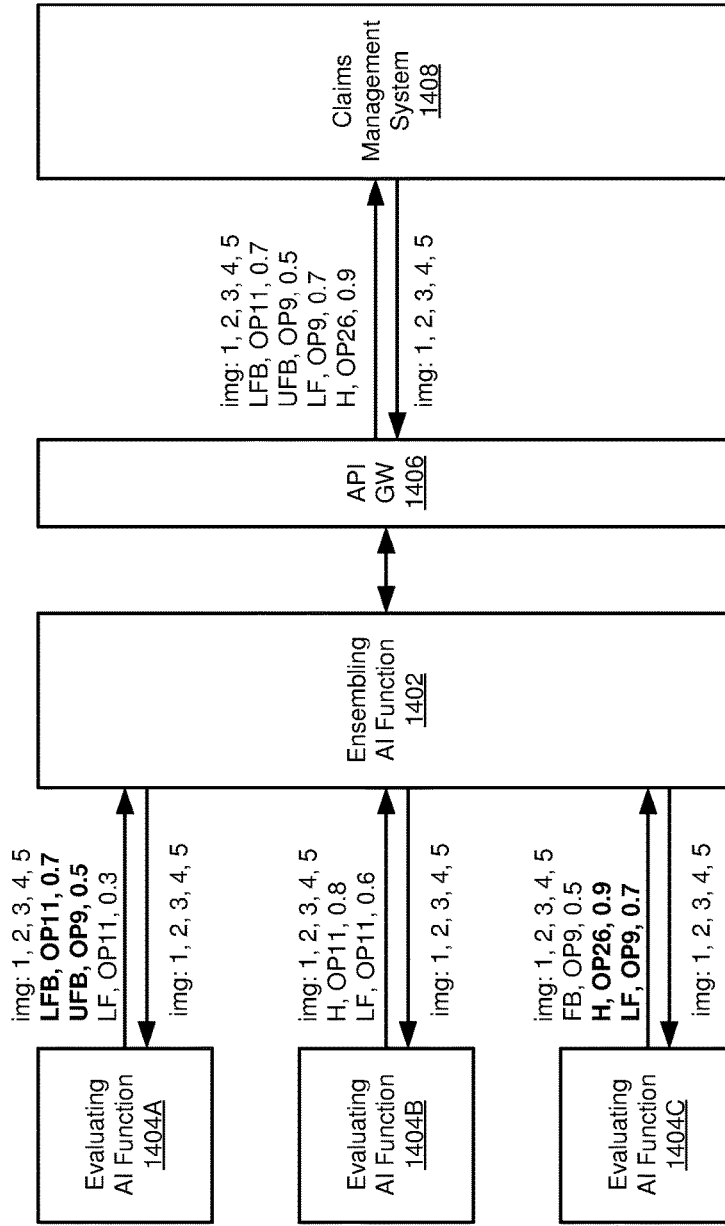 Evaluating
AI Function
1404A
img: 1, 2, 3, 4, 5
LFB, OP11, 0.7
UFB, OP9, 0.5
LF, OP11, 0.3
img: 1, 2, 3, 4, 5
Evaluating
AI Function
1404B
img: 1, 2, 3, 4, 5
H, OP11, 0.8
LF, OP11, 0.6
img: 1, 2, 3, 4, 5
Evaluating
AI Function
1404C
img: 1, 2, 3, 4, 5
FB, OP9, 0.5
H, OP26, 0.9
LF, OP9, 0.7
img: 1, 2, 3, 4, 5
Ensembling
AI Function
1402
API
GW
1406
img: 1, 2, 3, 4, 5
LFB, OP11, 0.7
UFB, OP9, 0.5
LF, OP9, 0.7
H, OP26, 0.9
img: 1, 2, 3, 4, 5
Claims
Management
System
1408